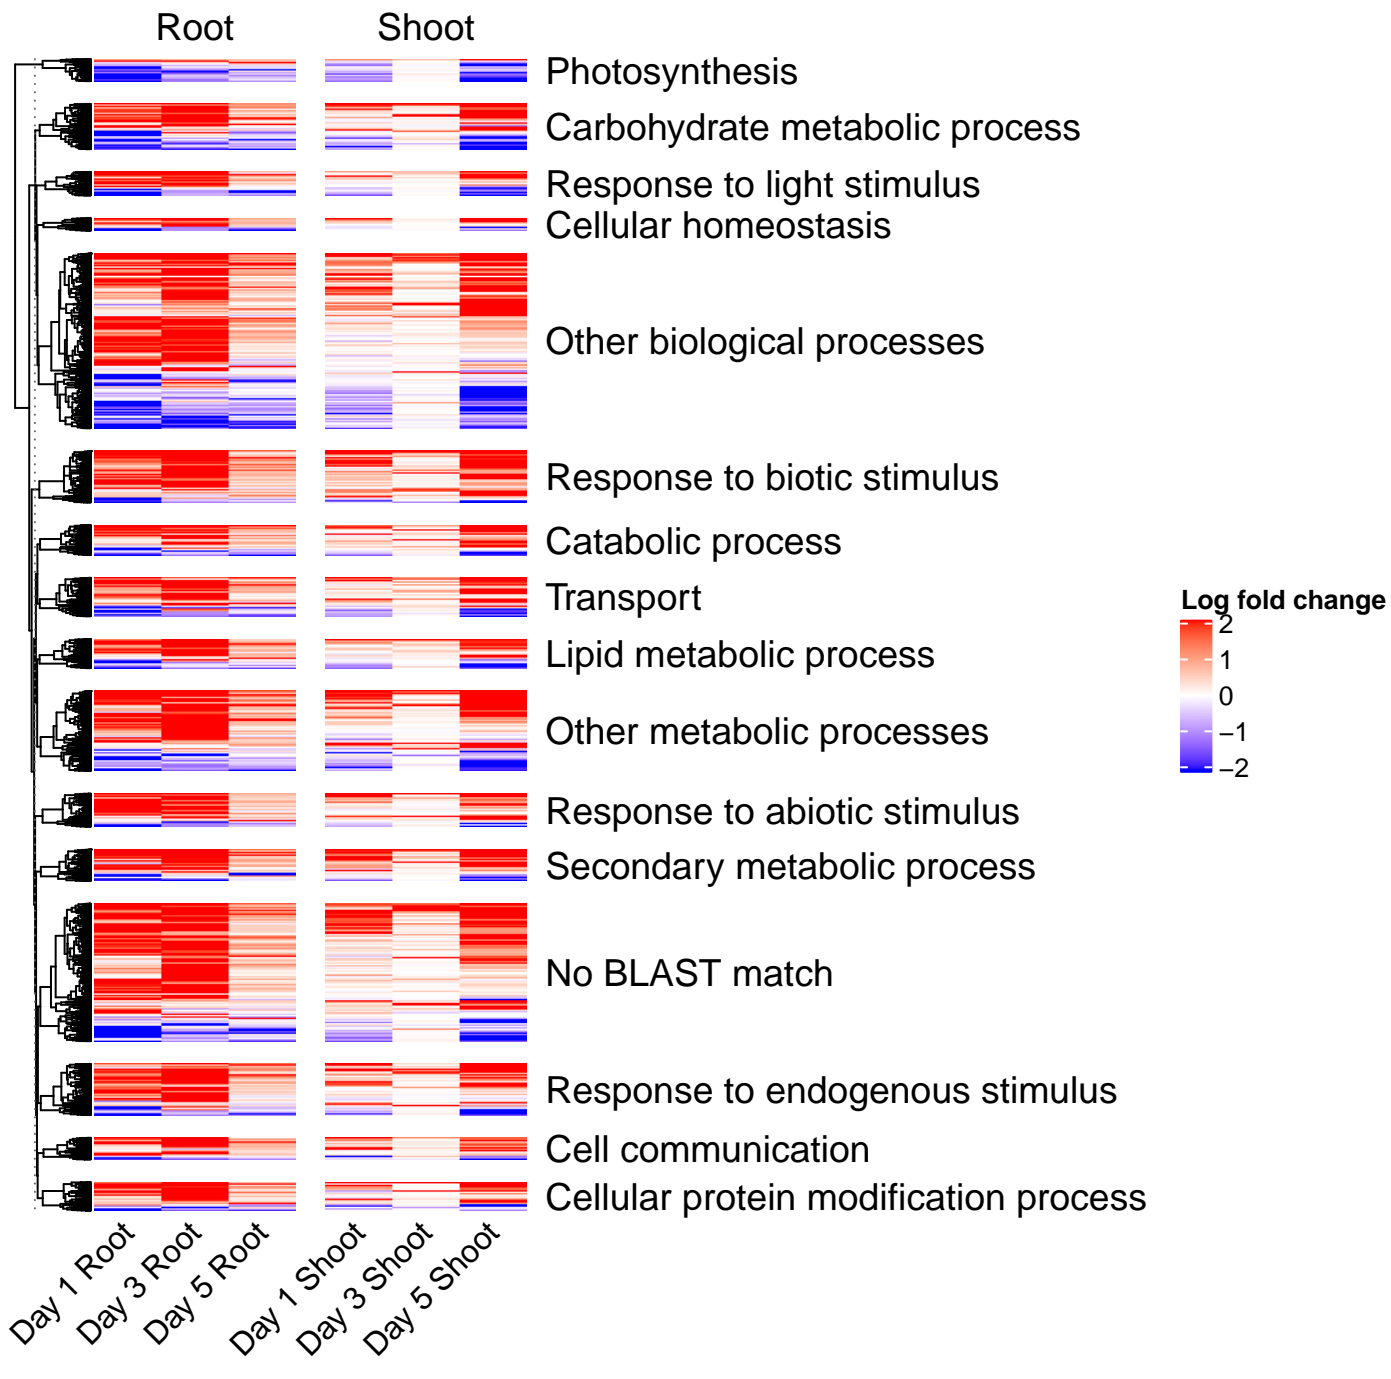 Root
Shoot
Photosynthesis
Carbohydrate metabolic process
Response to light stimulus
Cellular homeostasis
Other biological processes
Response to biotic stimulus
Catabolic process
Transport
Lipid metabolic process
Other metabolic processes
Response to abiotic stimulus
Secondary metabolic process
No BLAST match
Response to endogenous stimulus
Cell communication
Cellular protein modification process
Log fold change
2
1
0
−1
−2
Day 1 Root
Day 3 Root
Day 5 Root
Day 1 Shoot
Day 3 Shoot
Day 5 Shoot